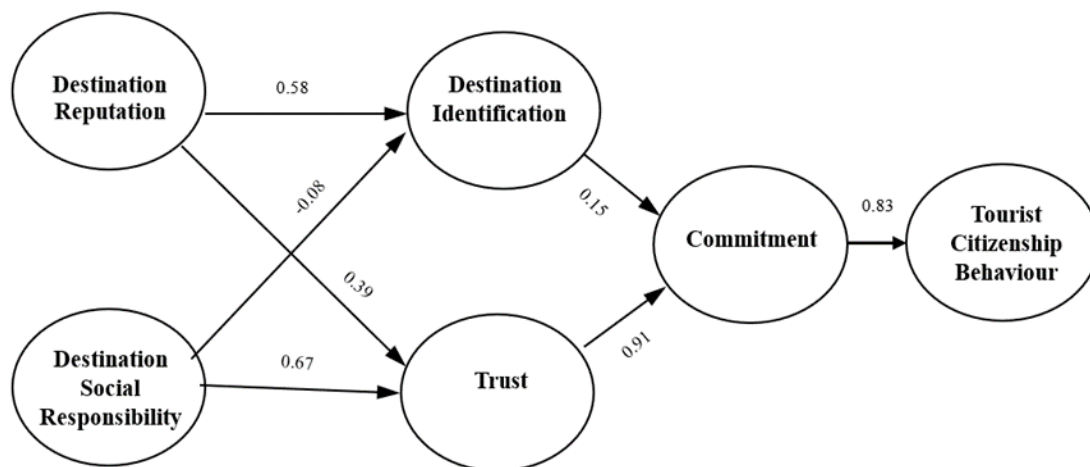 Destination
Reputation
0.58
Destination
Identification
-0.08
0.39
0.15
Commitment
0.83
Tourist
Citizenship
Behaviour
Destination
Social
Responsibility
0.67
Trust
0.91